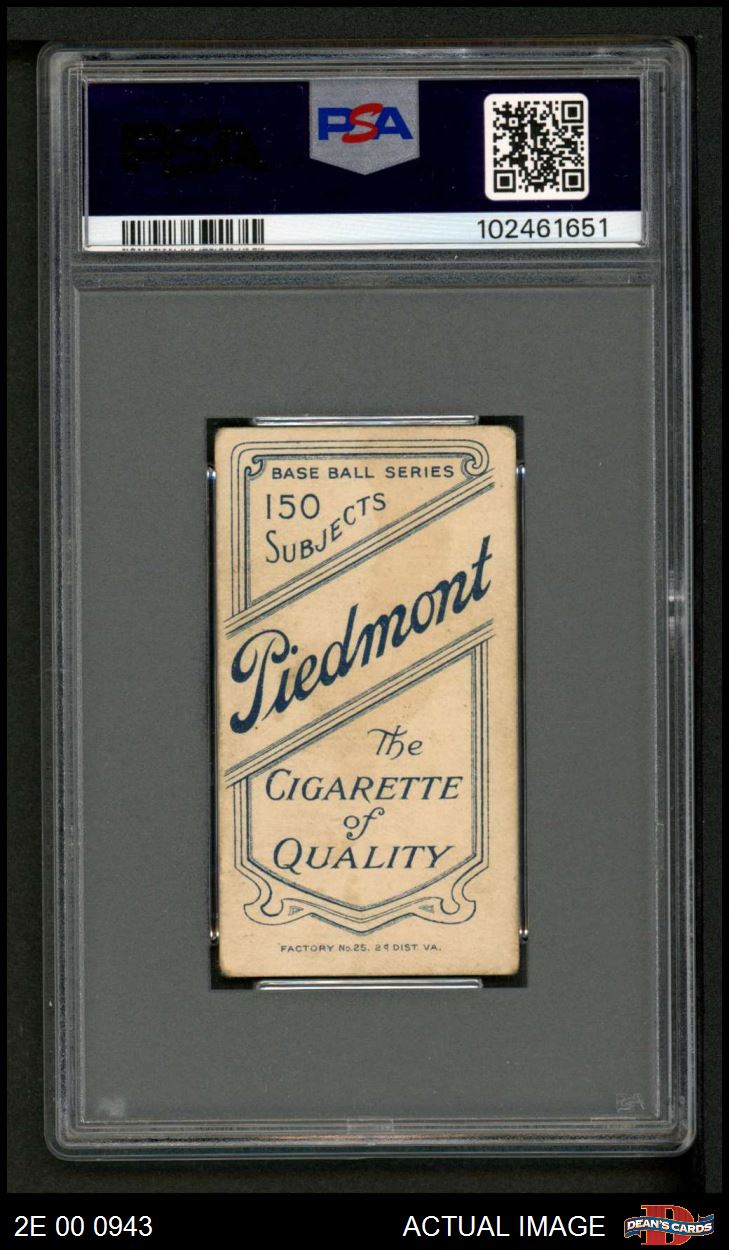 PSA
PSA
102461651
BASE BALL SERIES
150
SUBJECTS
Piedmont
The
CIGARETTE
of
QUALITY
FACTORY No. 25. 2d DIST. VA.
PSA
2E 00 0943
ACTUAL IMAGE
D
DEAN'S CARDS